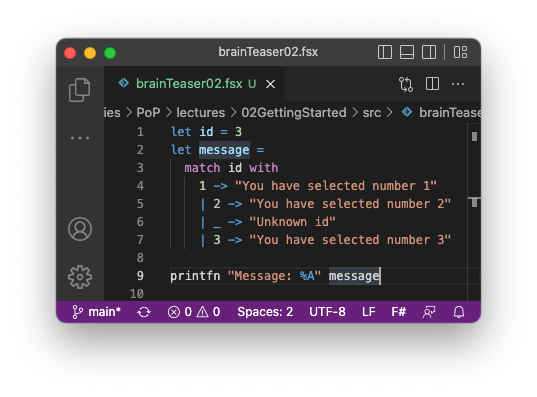 brainTeaser02.fsx
brainTeaser02.fsx U
ies > PoP > lectures > 02GettingStarted > src > brainTease
1 let id = 3
2 let message =
3   match id with
4     1 -> "You have selected number 1"
5     | 2 -> "You have selected number 2"
6     | _ -> "Unknown id"
7     | 3 -> "You have selected number 3"
8
9 printfn "Message: %A" message
10
main* 0 0 Spaces: 2 UTF-8 LF F#